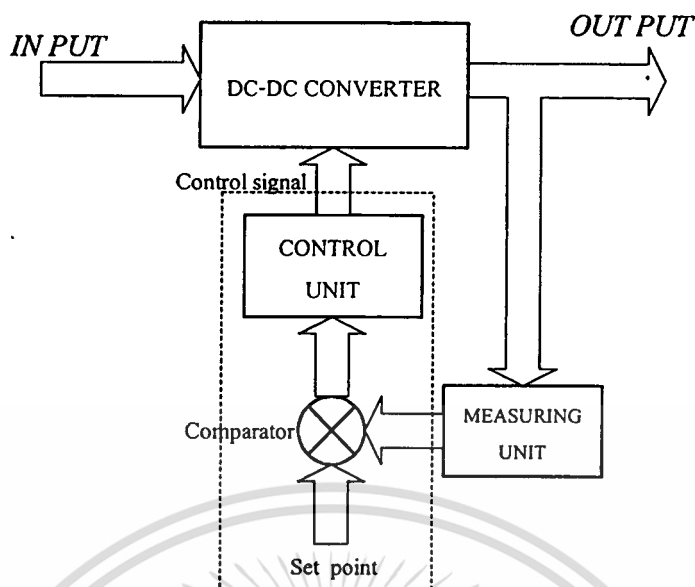 IN PUT
OUT PUT
DC-DC CONVERTER
Control signal
CONTROL
UNIT
Comparator
MEASURING
UNIT
Set point